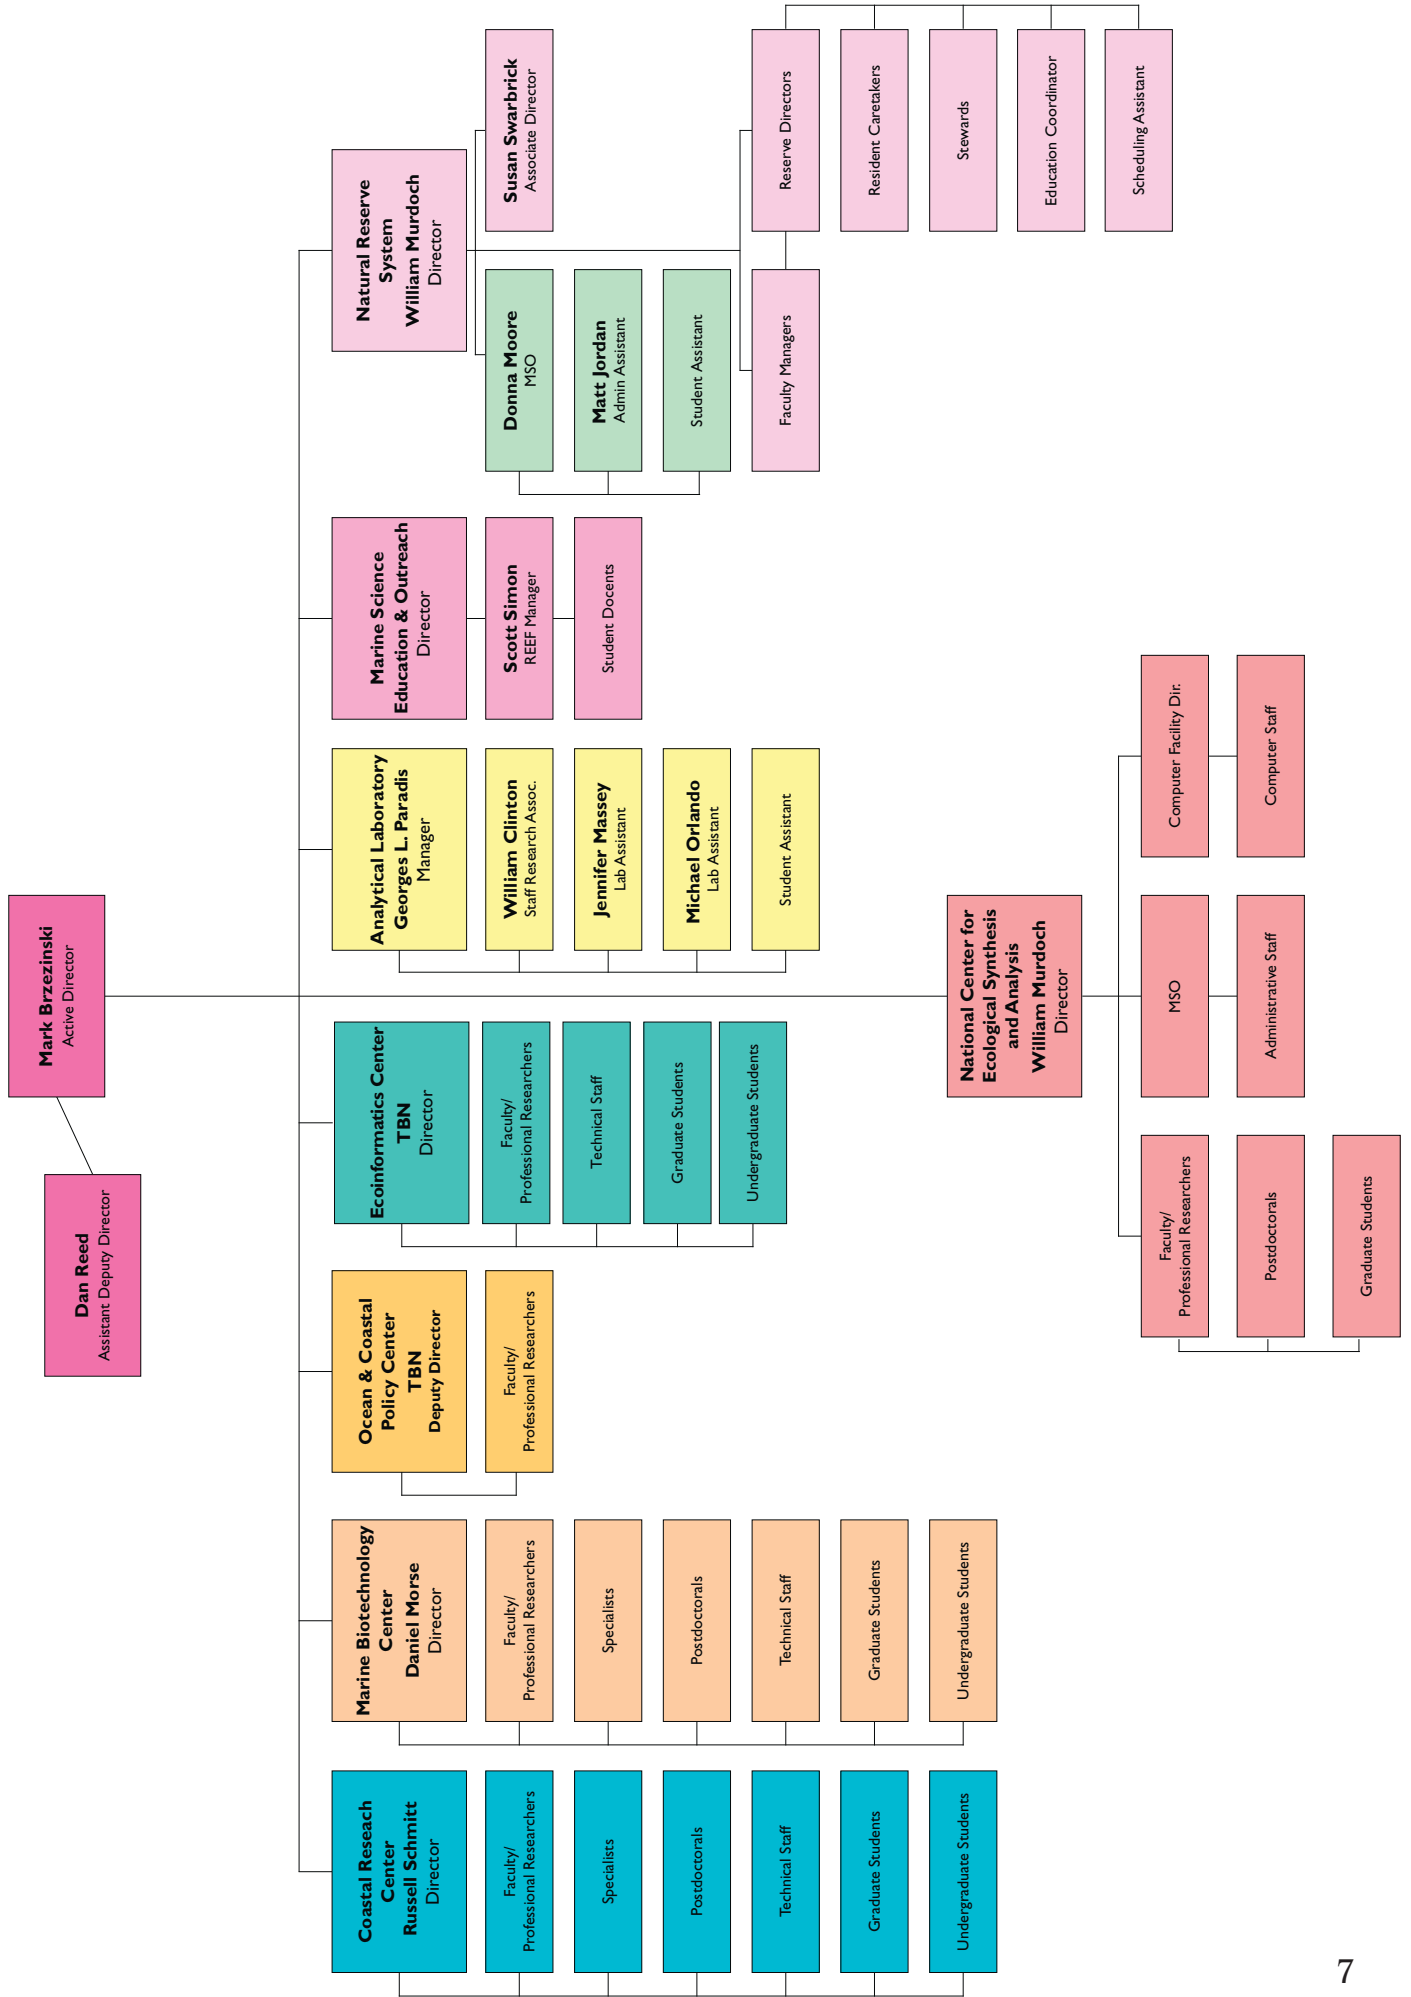 Mark Brzezinski
Active Director
Dan Reed
Assistant Deputy Director
Coastal Reseach
Center
Russell Schmitt
Director
Faculty/
Professional Researchers
Specialists
Postdoctorals
Technical Staff
Graduate Students
Undergraduate Students
Marine Biotechnology
Center
Daniel Morse
Director
Faculty/
Professional Researchers
Specialists
Postdoctorals
Technical Staff
Graduate Students
Undergraduate Students
Ocean & Coastal
Policy Center
TBN
Deputy Director
Faculty/
Professional Researchers
Ecoinformatics Center
TBN
Director
Faculty/
Professional Researchers
Technical Staff
Graduate Students
Undergraduate Students
Analytical Laboratory
Georges L. Paradis
Manager
William Clinton
Staff Research Assoc.
Jennifer Massey
Lab Assistant
Michael Orlando
Lab Assistant
Student Assistant
Marine Science
Education & Outreach
Director
Scott Simon
REEF Manager
Student Docents
Natural Reserve
System
William Murdoch
Director
Donna Moore
MSO
Matt Jordan
Admin Assistant
Student Assistant
Susan Swarbrick
Associate Director
Faculty Managers
Reserve Directors
Resident Caretakers
Stewards
Education Coordinator
Scheduling Assistant
National Center for
Ecological Synthesis
and Analysis
William Murdoch
Director
Faculty/
Professional Researchers
Postdoctorals
Graduate Students
MSO
Administrative Staff
Computer Facility Dir.
Computer Staff
7